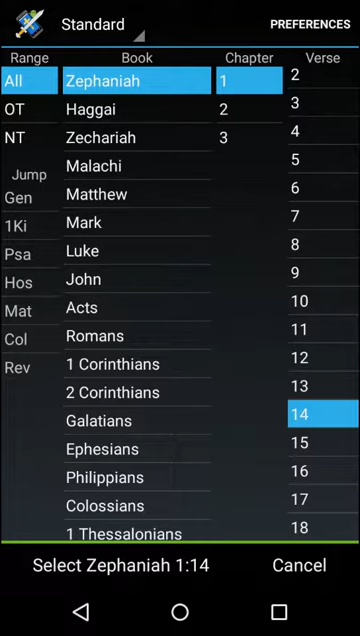 Standard
PREFERENCES
Range
Book
Chapter
Verse
All
Zephaniah
1
2
OT
Haggai
2
3
NT
Zechariah
3
4
Malachi
5
Jump
Gen
Matthew
6
1Ki
Mark
7
Psa
Luke
8
Hos
John
9
Mat
Acts
10
Col
Romans
11
Rev
1 Corinthians
12
2 Corinthians
13
Galatians
14
Ephesians
15
Philippians
16
Colossians
17
1 Thessalonians
18
Select Zephaniah 1:14
Cancel